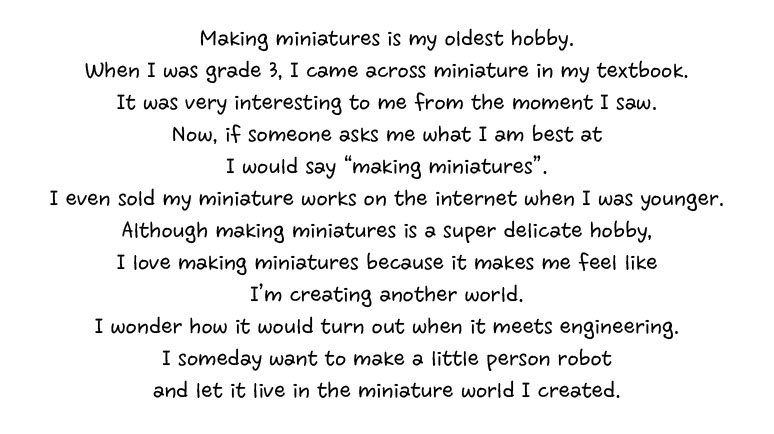 Making miniatures is my oldest hobby.
When I was grade 3, I came across miniature in my textbook.
It was very interesting to me from the moment I saw.
Now, if someone asks me what I am best at
I would say “making miniatures”.
I even sold my miniature works on the internet when I was younger.
Although making miniatures is a super delicate hobby,
I love making miniatures because it makes me feel like
I’m creating another world.
I wonder how it would turn out when it meets engineering.
I someday want to make a little person robot
and let it live in the miniature world I created.